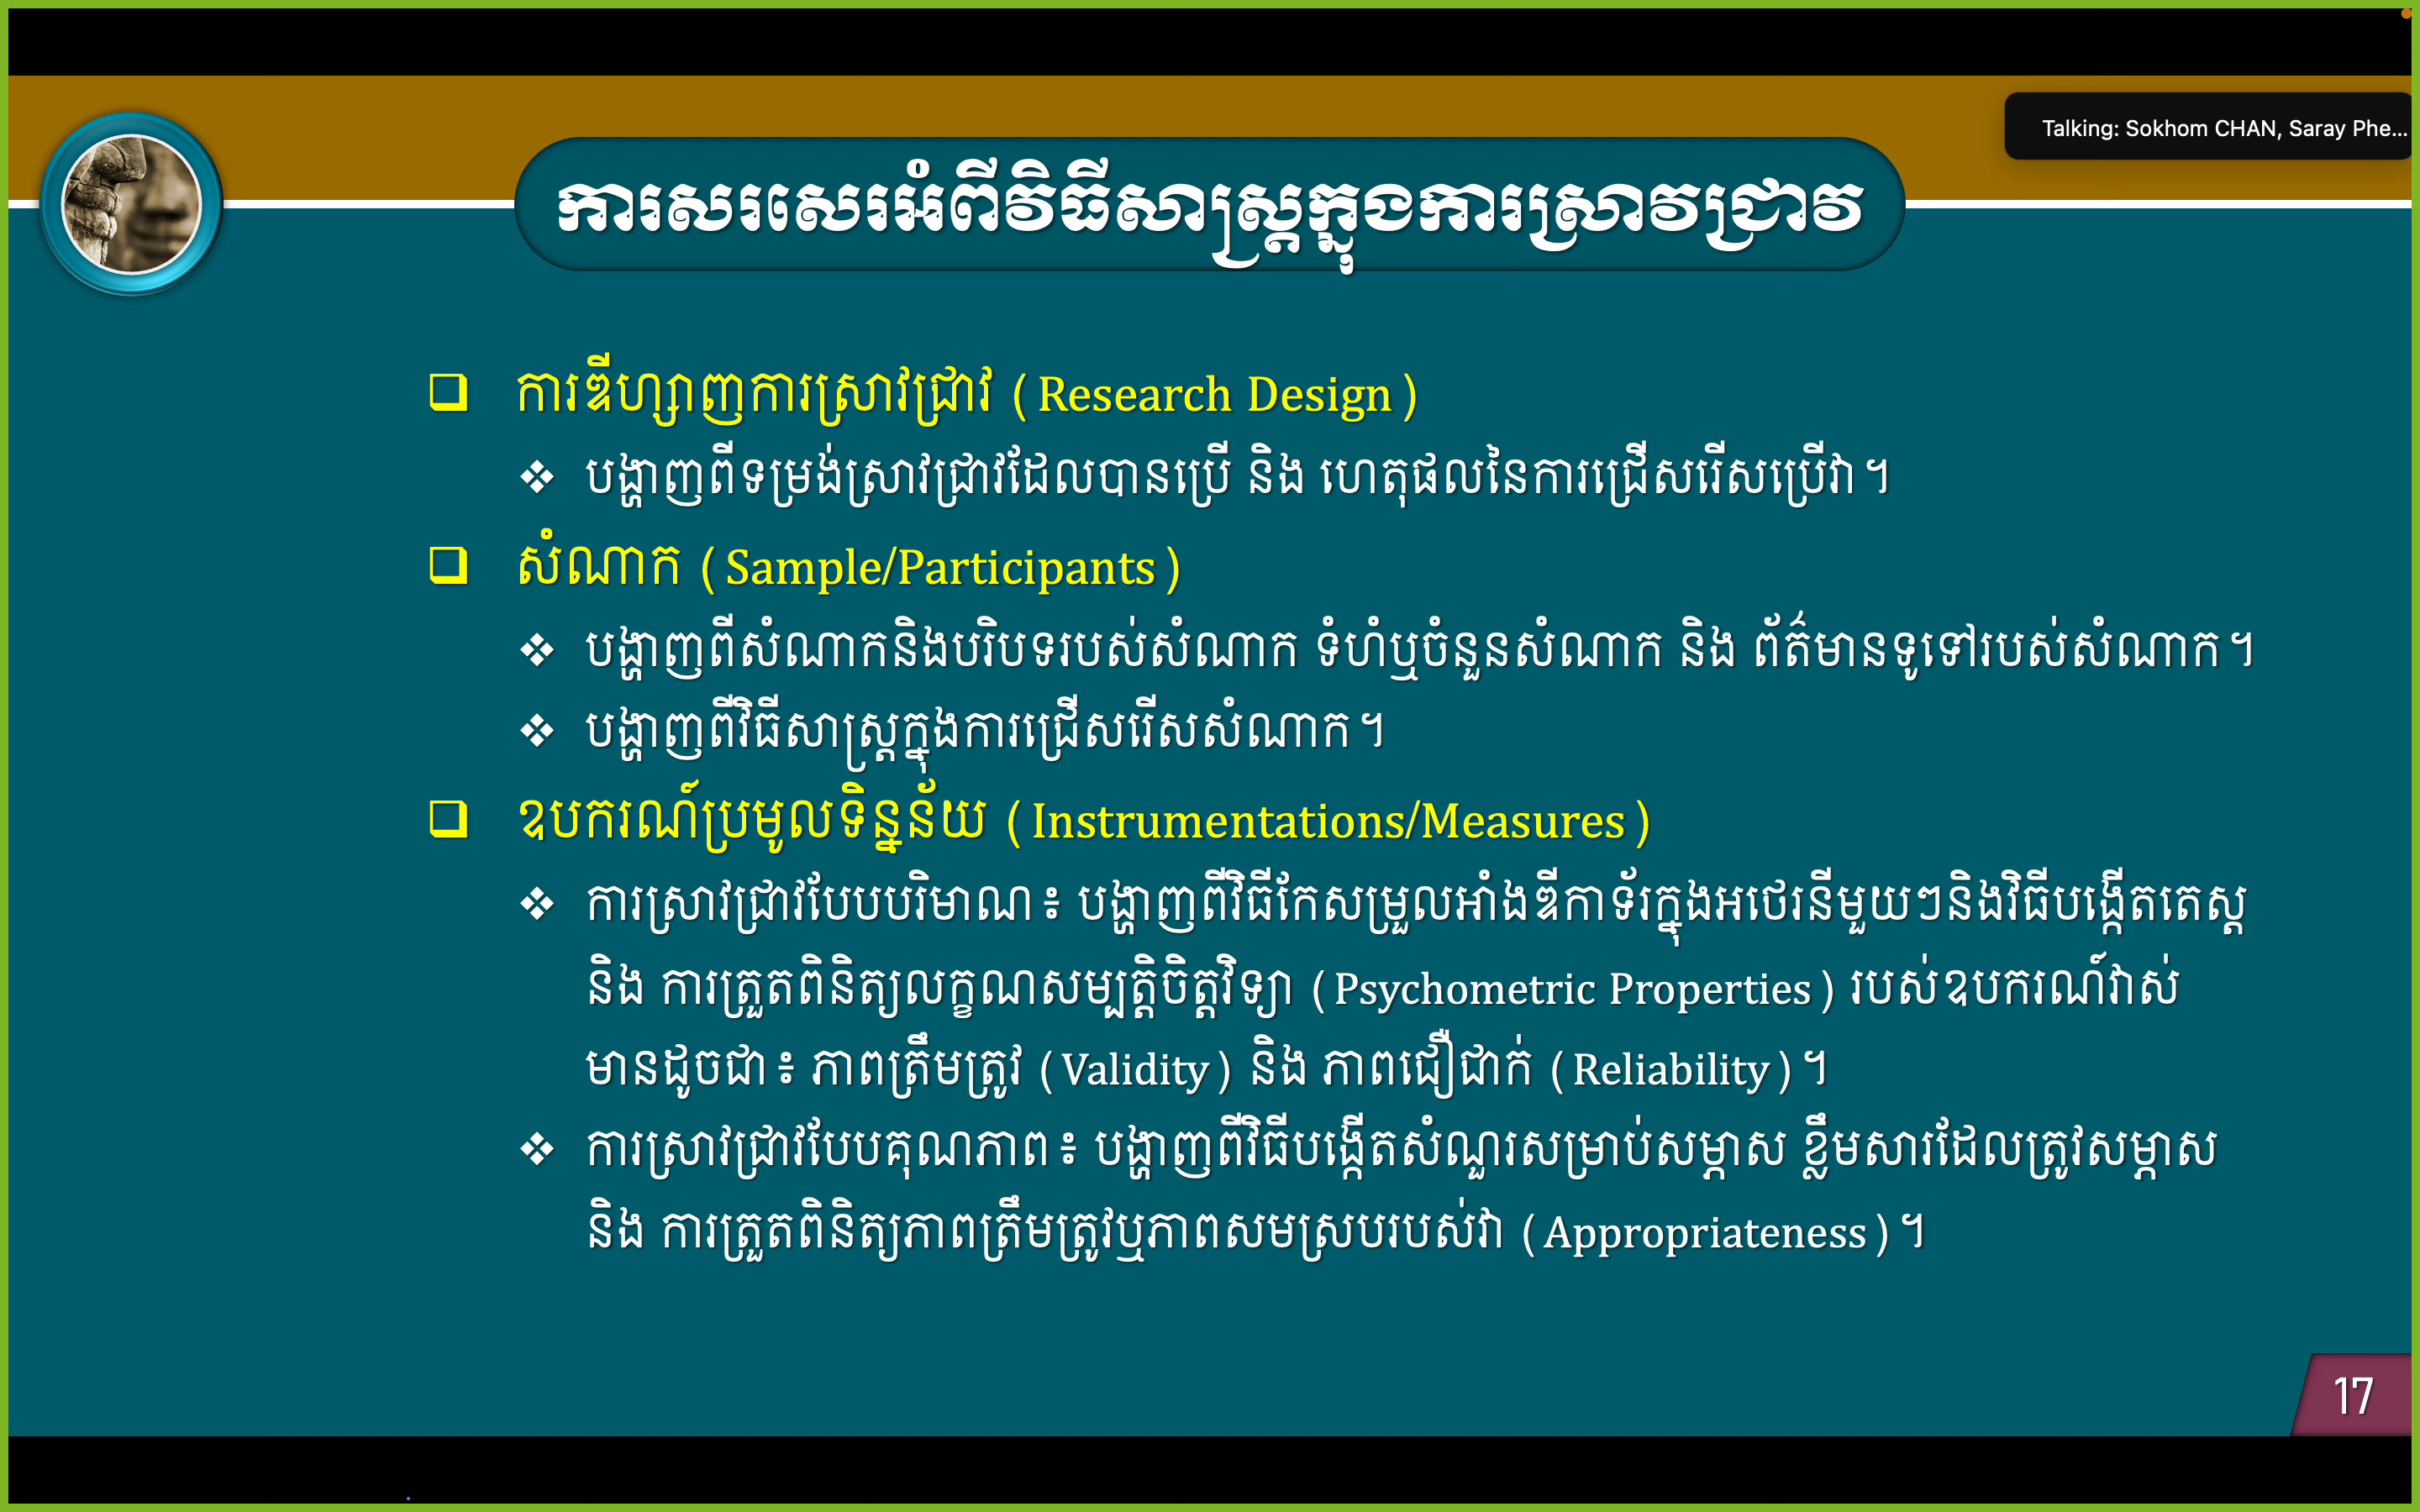 Talking: Sokhom CHAN, Saray Phe...
ការសរសេរអំពីវិធីសាស្ត្រក្នុងការស្រាវជ្រាវ
ការឌីហ្សាញការស្រាវជ្រាវ (Research Design)
បង្ហាញពីទម្រង់ស្រាវជ្រាវដែលបានប្រើ និង ហេតុផលនៃការជ្រើសរើសប្រើវា។
សំណាក (Sample/Participants)
បង្ហាញពីសំណាកនិងបរិបទរបស់សំណាក ទំហំឬចំនួនសំណាក និង ព័ត៌មានទូទៅរបស់សំណាក។
បង្ហាញពីវិធីសាស្ត្រក្នុងការជ្រើសរើសសំណាក។
ឧបករណ៍ប្រមូលទិន្នន័យ (Instrumentations/Measures)
ការស្រាវជ្រាវបែបបរិមាណ៖ បង្ហាញពីវិធីកែសម្រួលអាំងឌីកាទ័រក្នុងអថេរនីមួយៗនិងវិធីបង្កើតតេស្ត
និង ការត្រួតពិនិត្យលក្ខណសម្បត្តិចិត្តវិទ្យា (Psychometric Properties) របស់ឧបករណ៍វាស់
មានដូចជា៖ ភាពត្រឹមត្រូវ (Validity) និង ភាពជឿជាក់ (Reliability)។
ការស្រាវជ្រាវបែបគុណភាព៖ បង្ហាញពីវិធីបង្កើតសំណួរសម្រាប់សម្ភាស ខ្លឹមសារដែលត្រូវសម្ភាស
និង ការត្រួតពិនិត្យភាពត្រឹមត្រូវឬភាពសមស្របរបស់វា (Appropriateness)។
17